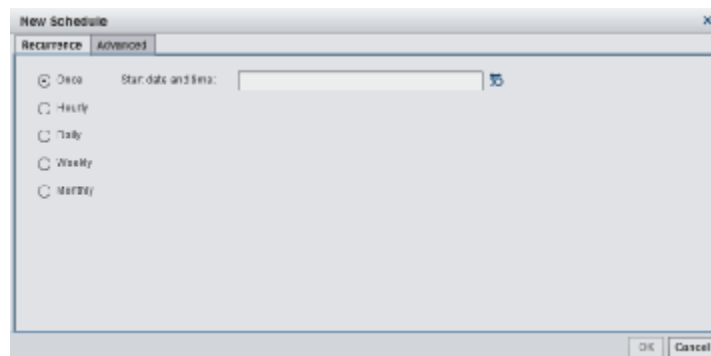 New Schedule
Recurrence Advanced
Once Start date and time:
Hourly
Daily
Weekly
Monthly
OK Cancel